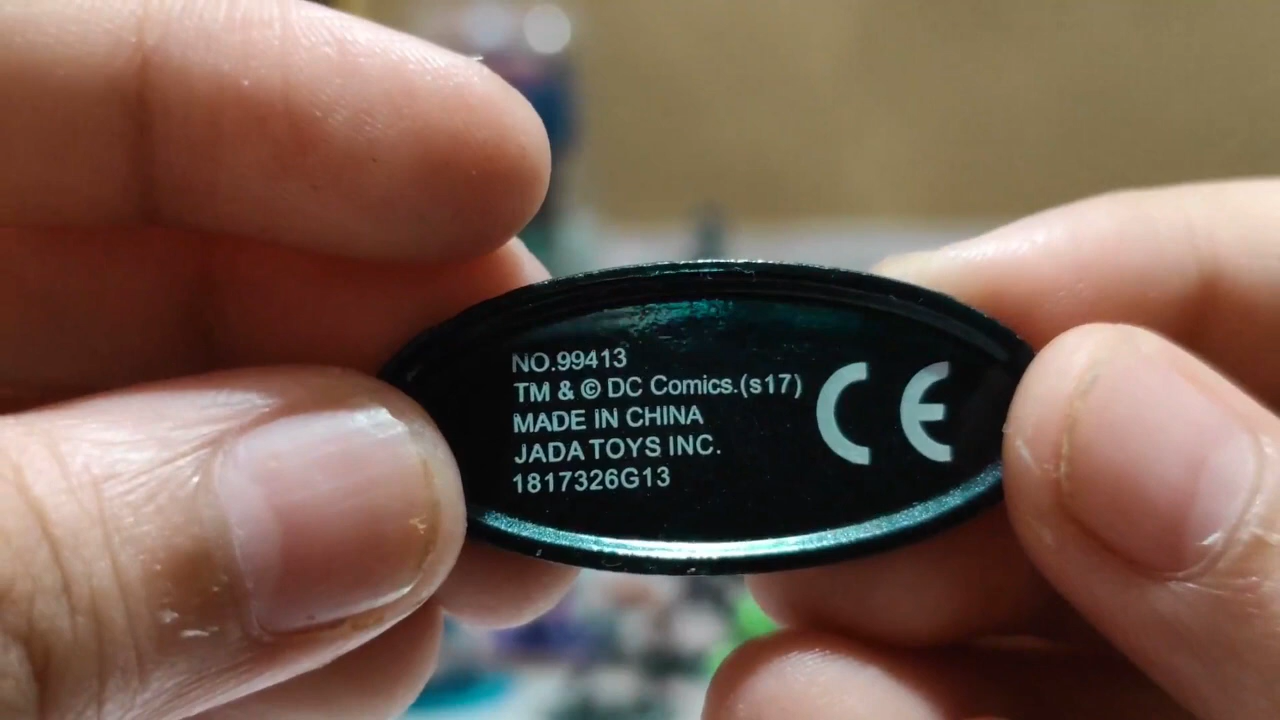 NO.99413
TM & © DC Comics.(s17)
MADE IN CHINA
JADA TOYS INC.
1817326G13
CE